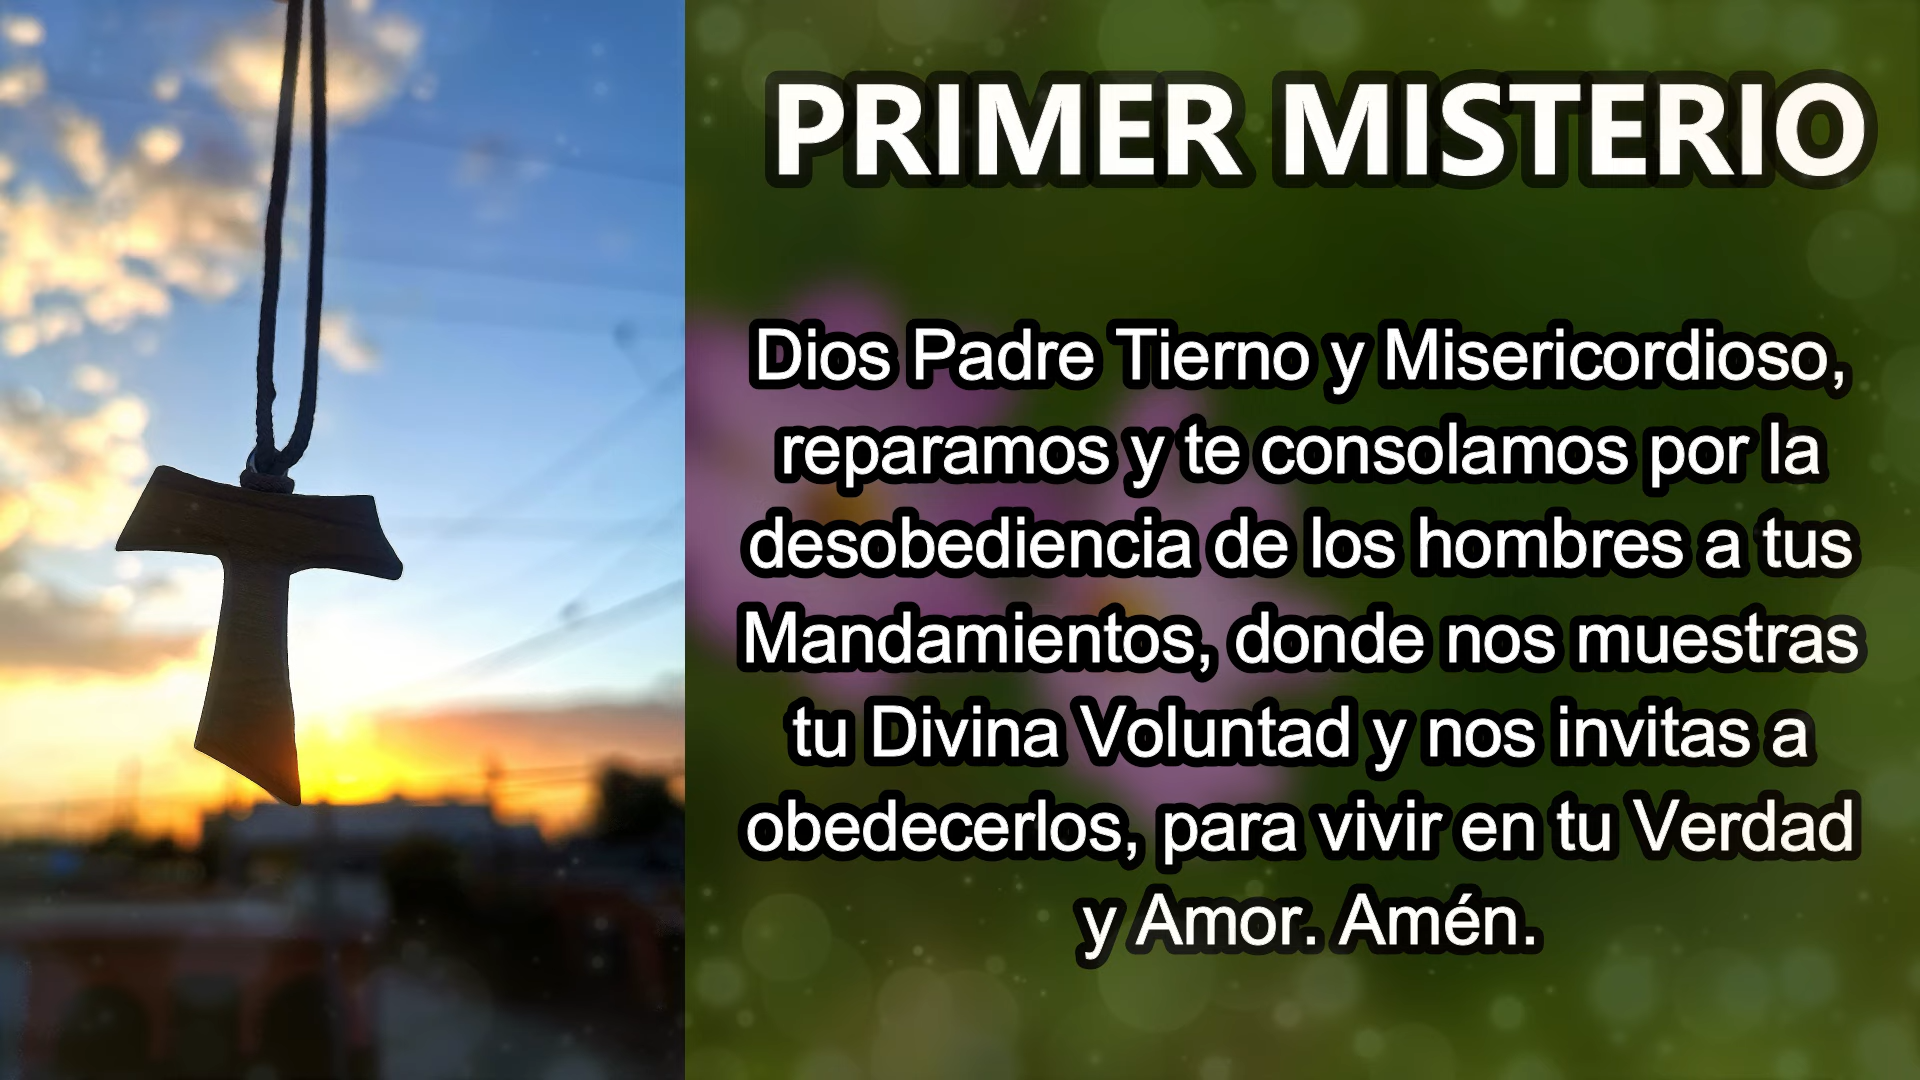 PRIMER MISTERIO
Dios Padre Tierno y Misericordioso,
reparamos y te consolamos por la
desobediencia de los hombres a tus
Mandamientos, donde nos muestras
tu Divina Voluntad y nos invitas a
obedecerlos, para vivir en tu Verdad
y Amor. Amén.